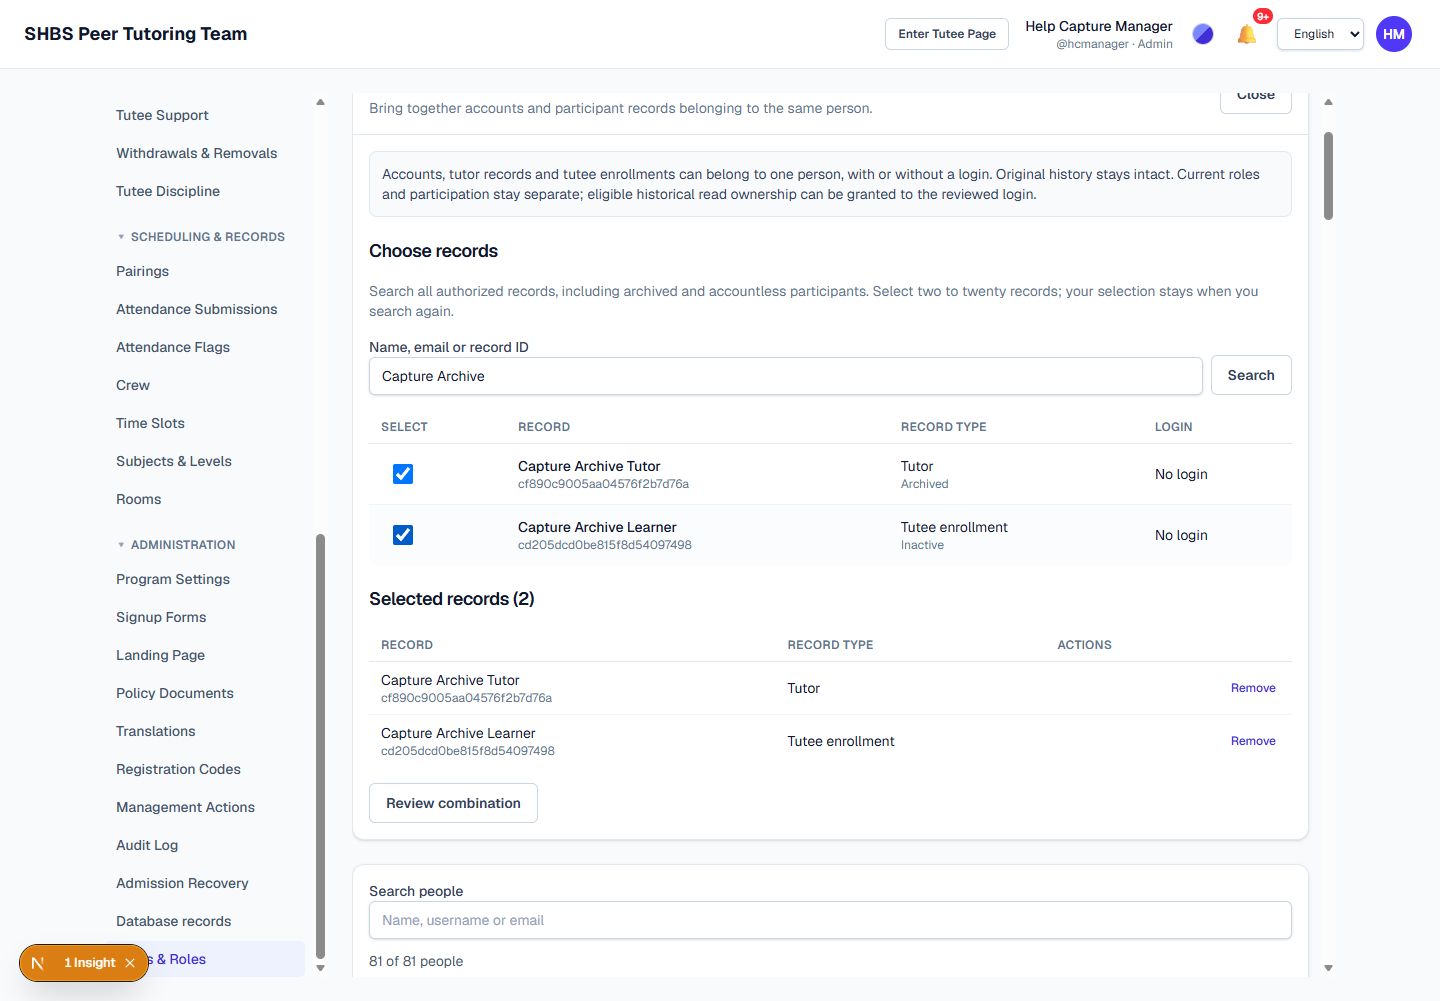 SHBS Peer Tutoring Team
Enter Tutee Page
Help Capture Manager
@hcmanager · Admin
9+
English
HM
Tutee Support
Withdrawals & Removals
Tutee Discipline
SCHEDULING & RECORDS
Pairings
Attendance Submissions
Attendance Flags
Crew
Time Slots
Subjects & Levels
Rooms
ADMINISTRATION
Program Settings
Signup Forms
Landing Page
Policy Documents
Translations
Registration Codes
Management Actions
Audit Log
Admission Recovery
Database records
s & Roles
N 1 Insight
Bring together accounts and participant records belonging to the same person.
Close
Accounts, tutor records and tutee enrollments can belong to one person, with or without a login. Original history stays intact. Current roles
and participation stay separate; eligible historical read ownership can be granted to the reviewed login.
Choose records
Search all authorized records, including archived and accountless participants. Select two to twenty records; your selection stays when you
search again.
Name, email or record ID
Capture Archive
Search
SELECT RECORD RECORD TYPE LOGIN
Capture Archive Tutor Tutor No login
cf890c9005aa04576f2b7d76a Archived
Capture Archive Learner Tutee enrollment No login
cd205dcd0be815f8d54097498 Inactive
Selected records (2)
RECORD RECORD TYPE ACTIONS
Capture Archive Tutor Tutor Remove
cf890c9005aa04576f2b7d76a
Capture Archive Learner Tutee enrollment Remove
cd205dcd0be815f8d54097498
Review combination
Search people
Name, username or email
81 of 81 people